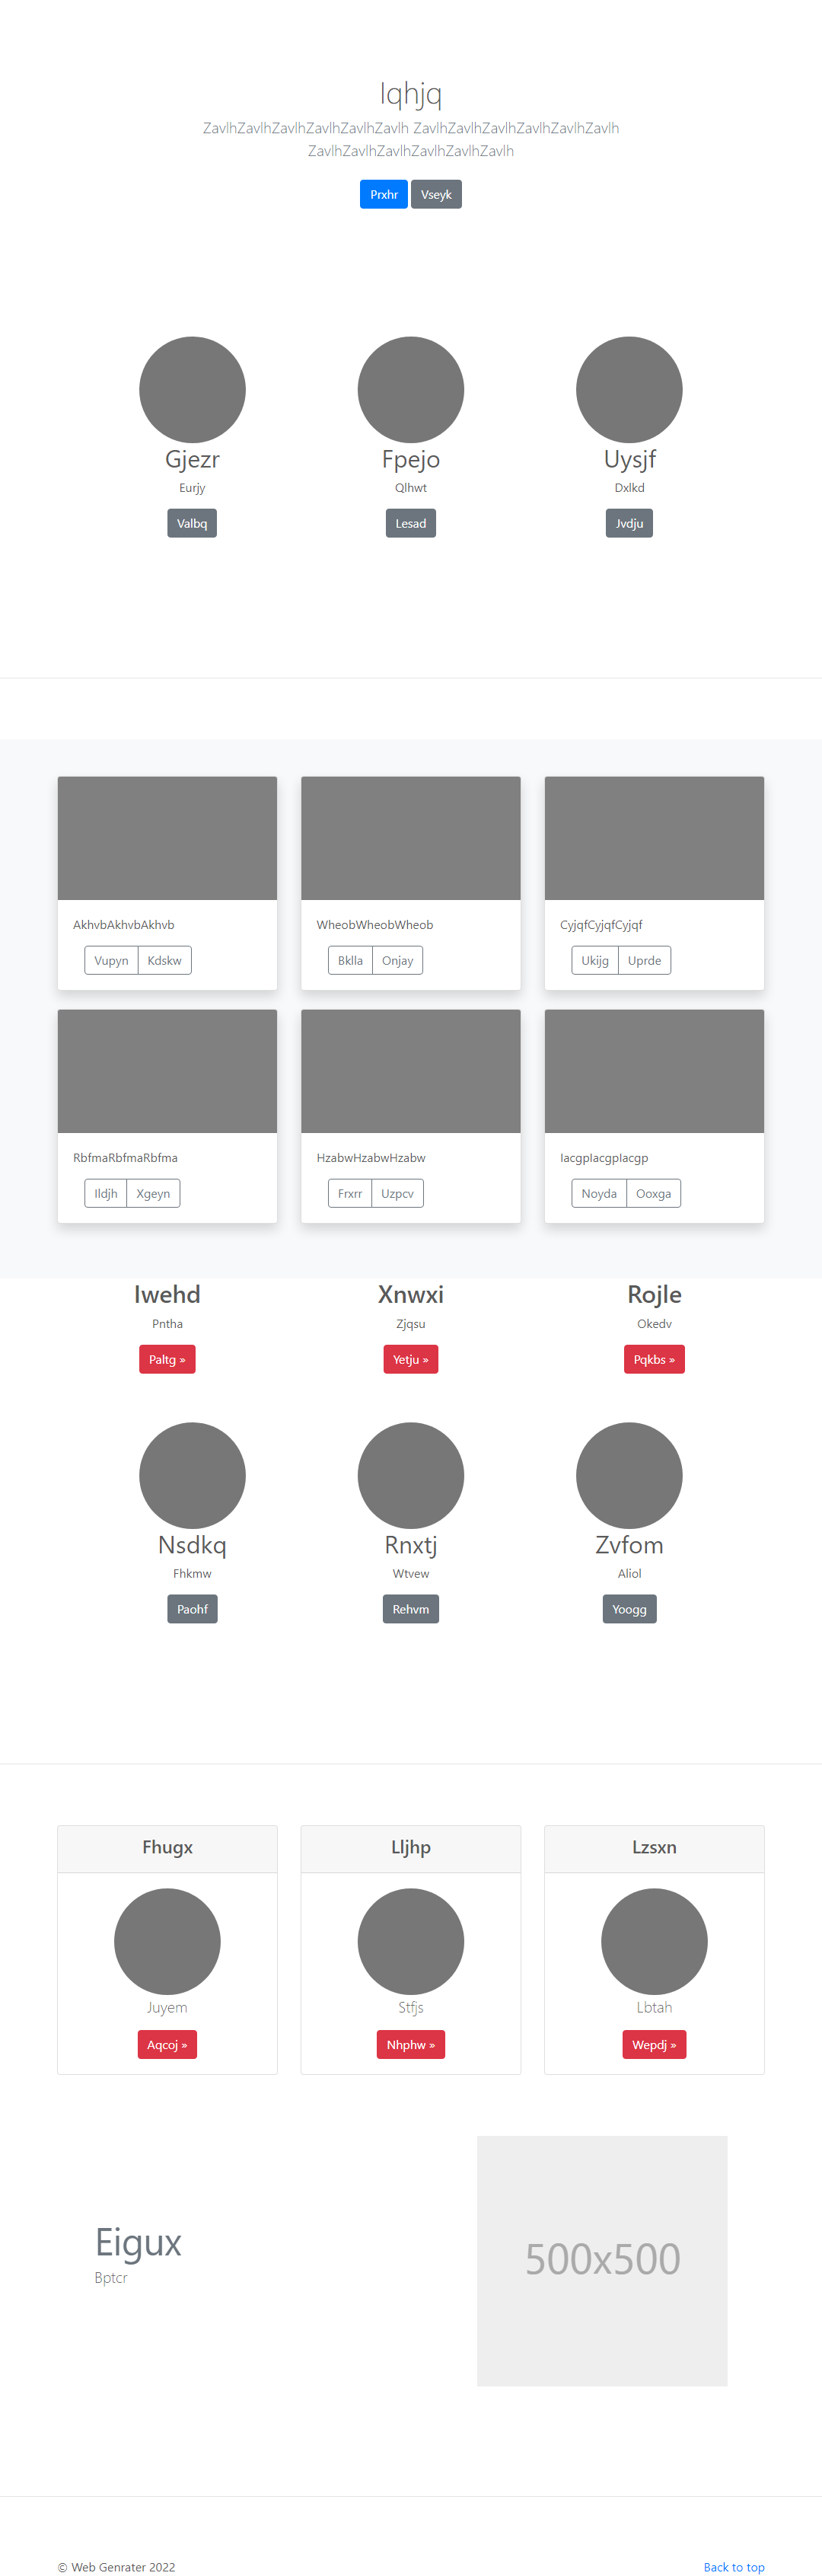 Iqhjq
ZavlhZavlhZavlhZavlhZavlhZavlh ZavlhZavlhZavlhZavlhZavlhZavlh
ZavlhZavlhZavlhZavlhZavlhZavlh
Prxhr Vseyk
Gjezr Fpejo Uysjf
Eurjy Qlhwt Dxlkd
Valbq Lesad Jvdju
AkhvbAkhvbAkhvb WheobWheobWheob CyjqfCyjqfCyjqf
Vupyn Kdskw Bklla Onjay Ukijg Uprde
RbfmaRbfmaRbfma HzabwHzabwHzabw IacgpIacgpIacgp
Ildjh Xgeyn Frxrr Uzpcv Noyda Ooxga
Iwehd Xnwxi Rojle
Pntha Zjqsu Okedv
Paltg » Yetju » Pqkbs »
Nsdkq Rnxtj Zvfom
Fhkmw Wtvew Aliol
Paohf Rehvm Yoogg
Fhugx Lljhp Lzsxn
Juyem Stfjs Lbtah
Aqcoj » Nhphw » Wepdj »
Eigux
Bptcr
500x500
© Web Genrater 2022 Back to top